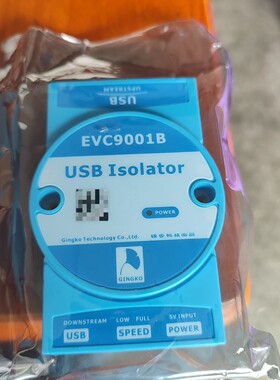 UPSTREAM
USB
EVC9001B
USB Isolator
POWER
Gingko Technology Co.,Ltd.
GINGKO
DOWNSTREAM LOW FULL 5V INPUT
USB SPEED POWER